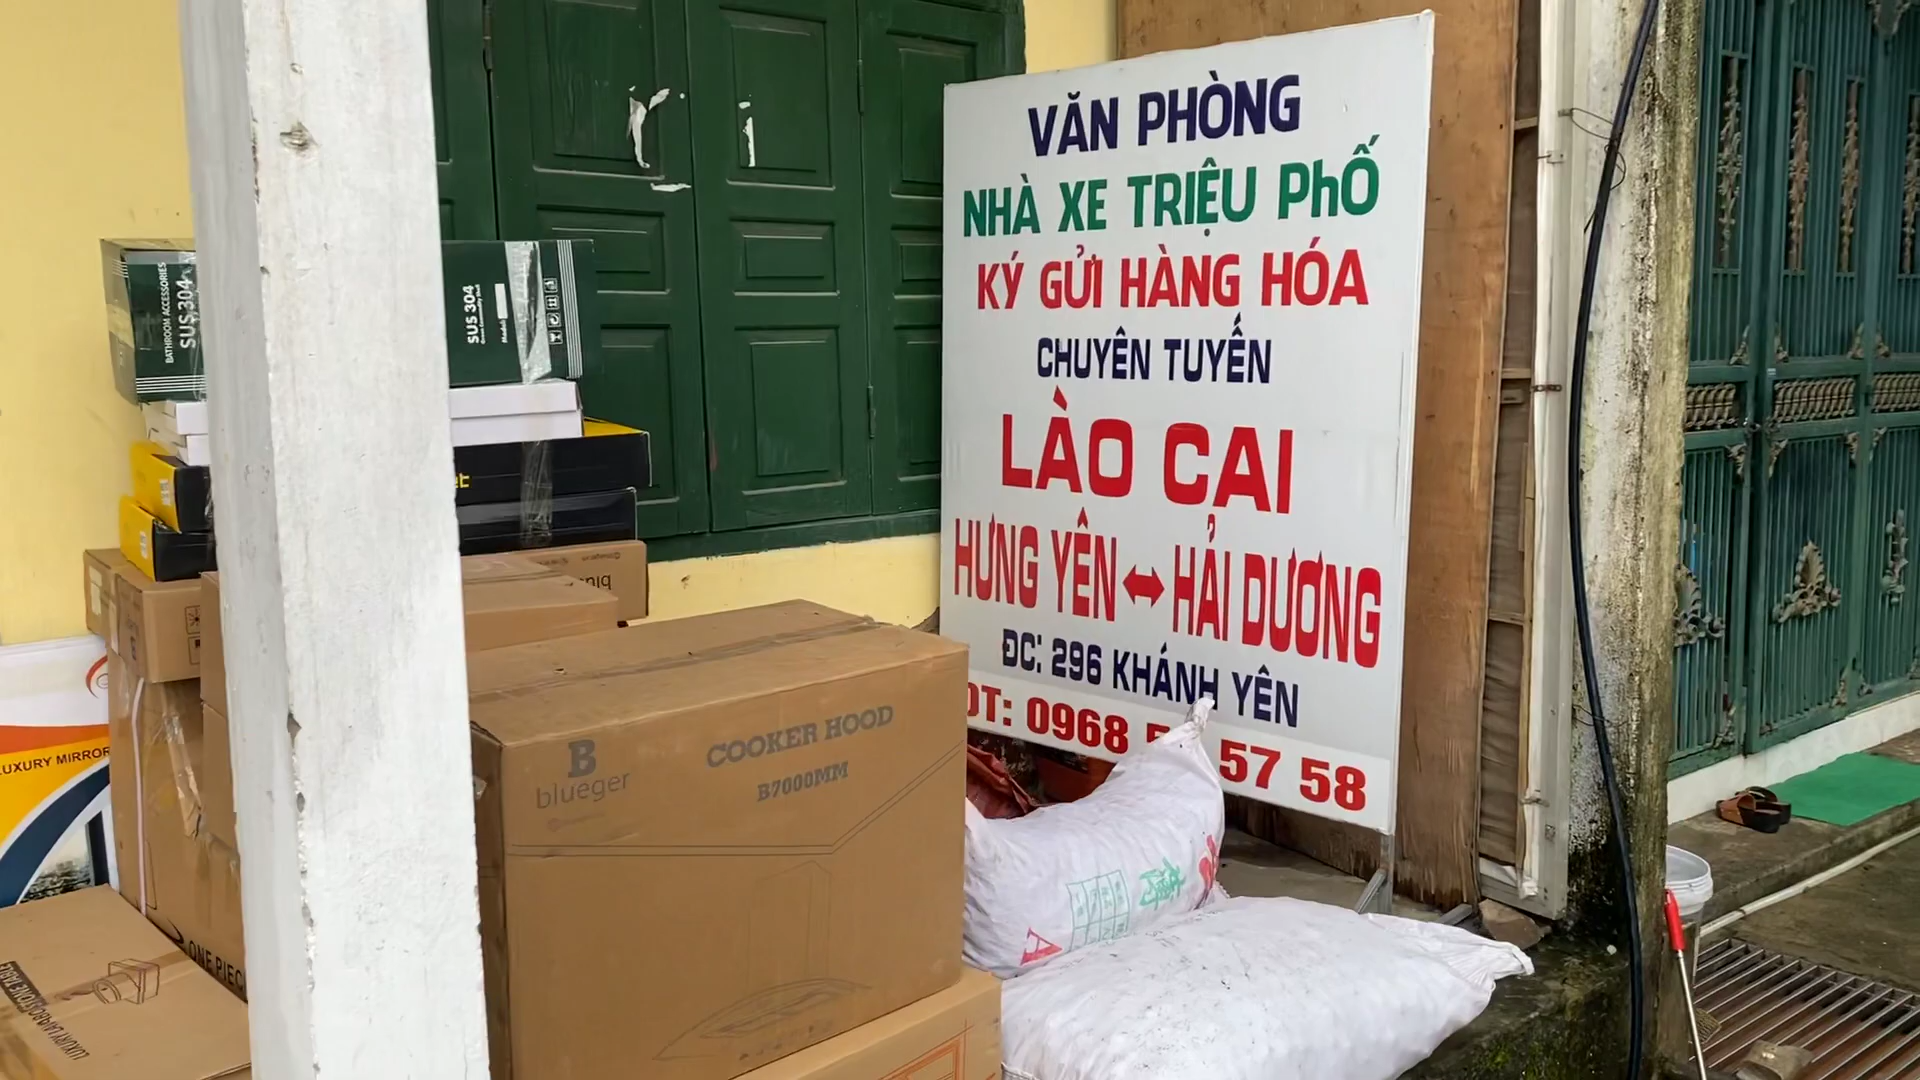 VĂN PHÒNG
NHÀ XE TRIỆU PhỐ
KÝ GỬI HÀNG HÓA
CHUYÊN TUYẾN
LÀO CAI
HƯNG YÊN ↔ HẢI DƯƠNG
ĐC: 296 KHÁNH YÊN
ĐT: 0968 57 58
BATHROOM ACCESSORIES
SUS 304
SUS 304
Model:
B
blueger
COOKER HOOD
B7000MM
LUXURY MIRROR
ONE PIECE
A